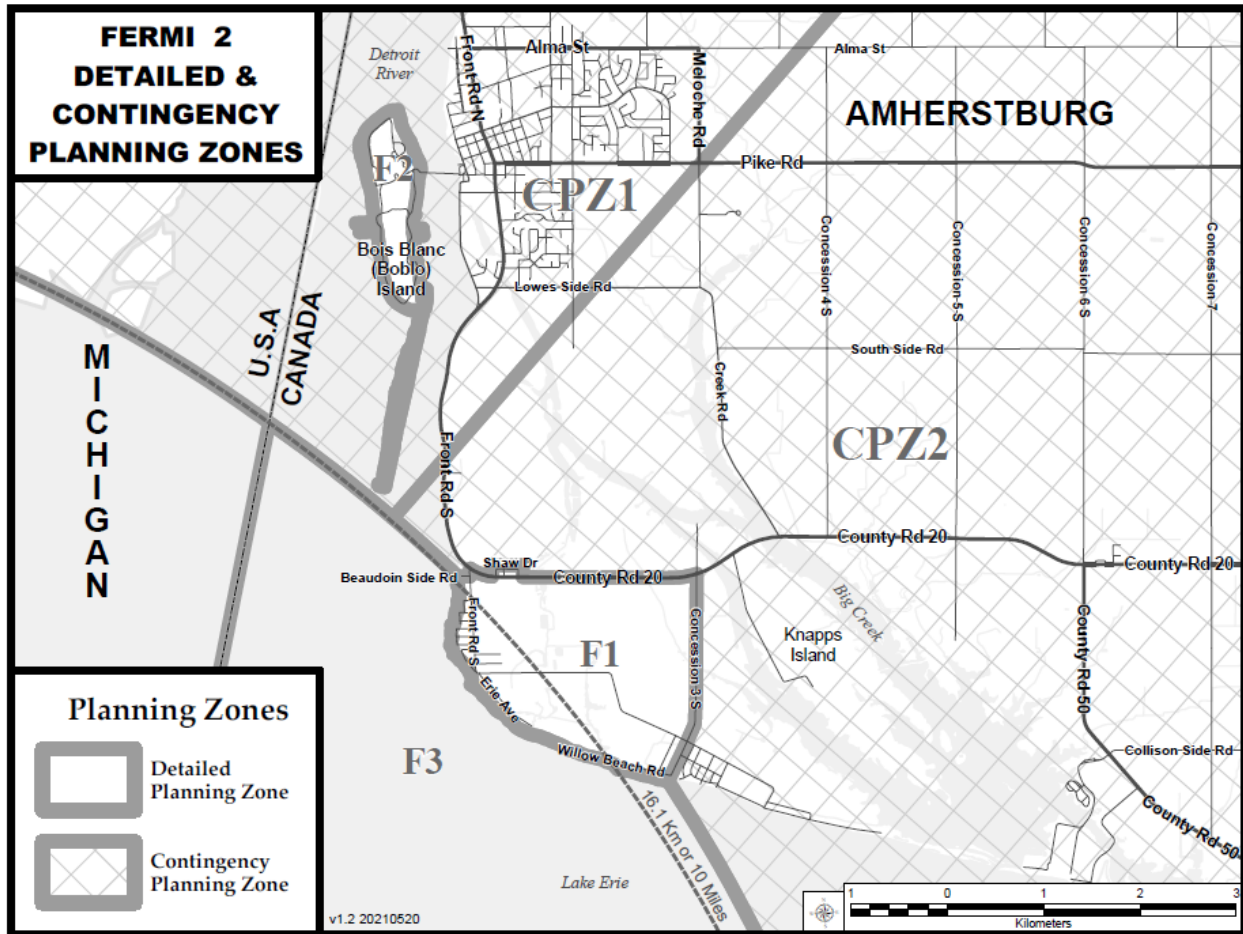 FERMI 2
DETAILED &
CONTINGENCY
PLANNING ZONES
Detroit
River
Front Rd N
Alma St
Meloche Rd
Alma St
AMHERSTBURG
F2
CPZ1
Pike Rd
Bois Blanc
(Boblo)
Island
Lowes Side Rd
Concession 4 S
Concession 5 S
Concession 6 S
Concession 7
U.S.A
CANADA
MICHIGAN
South Side Rd
Creek Rd
CPZ2
Front Rd S
County Rd 20
Shaw Dr
Beaudoin Side Rd
County Rd 20
County Rd 20
Front Rd S
F1
Concession 3 S
Big Creek
Knapps
Island
County Rd 50
Erie Ave
F3
Willow Beach Rd
Collison Side Rd
16.1 Km or 10 Miles
County Rd 50
Lake Erie
Planning Zones
Detailed
Planning Zone
Contingency
Planning Zone
v1.2 20210520
1 0 1 2 3
Kilometers